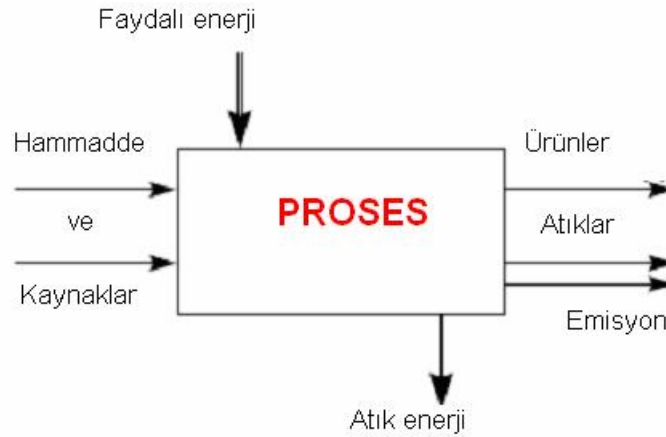 Faydalı enerji
Hammadde
ve
Kaynaklar
PROSES
Ürünler
Atıklar
Emisyon
Atık enerji